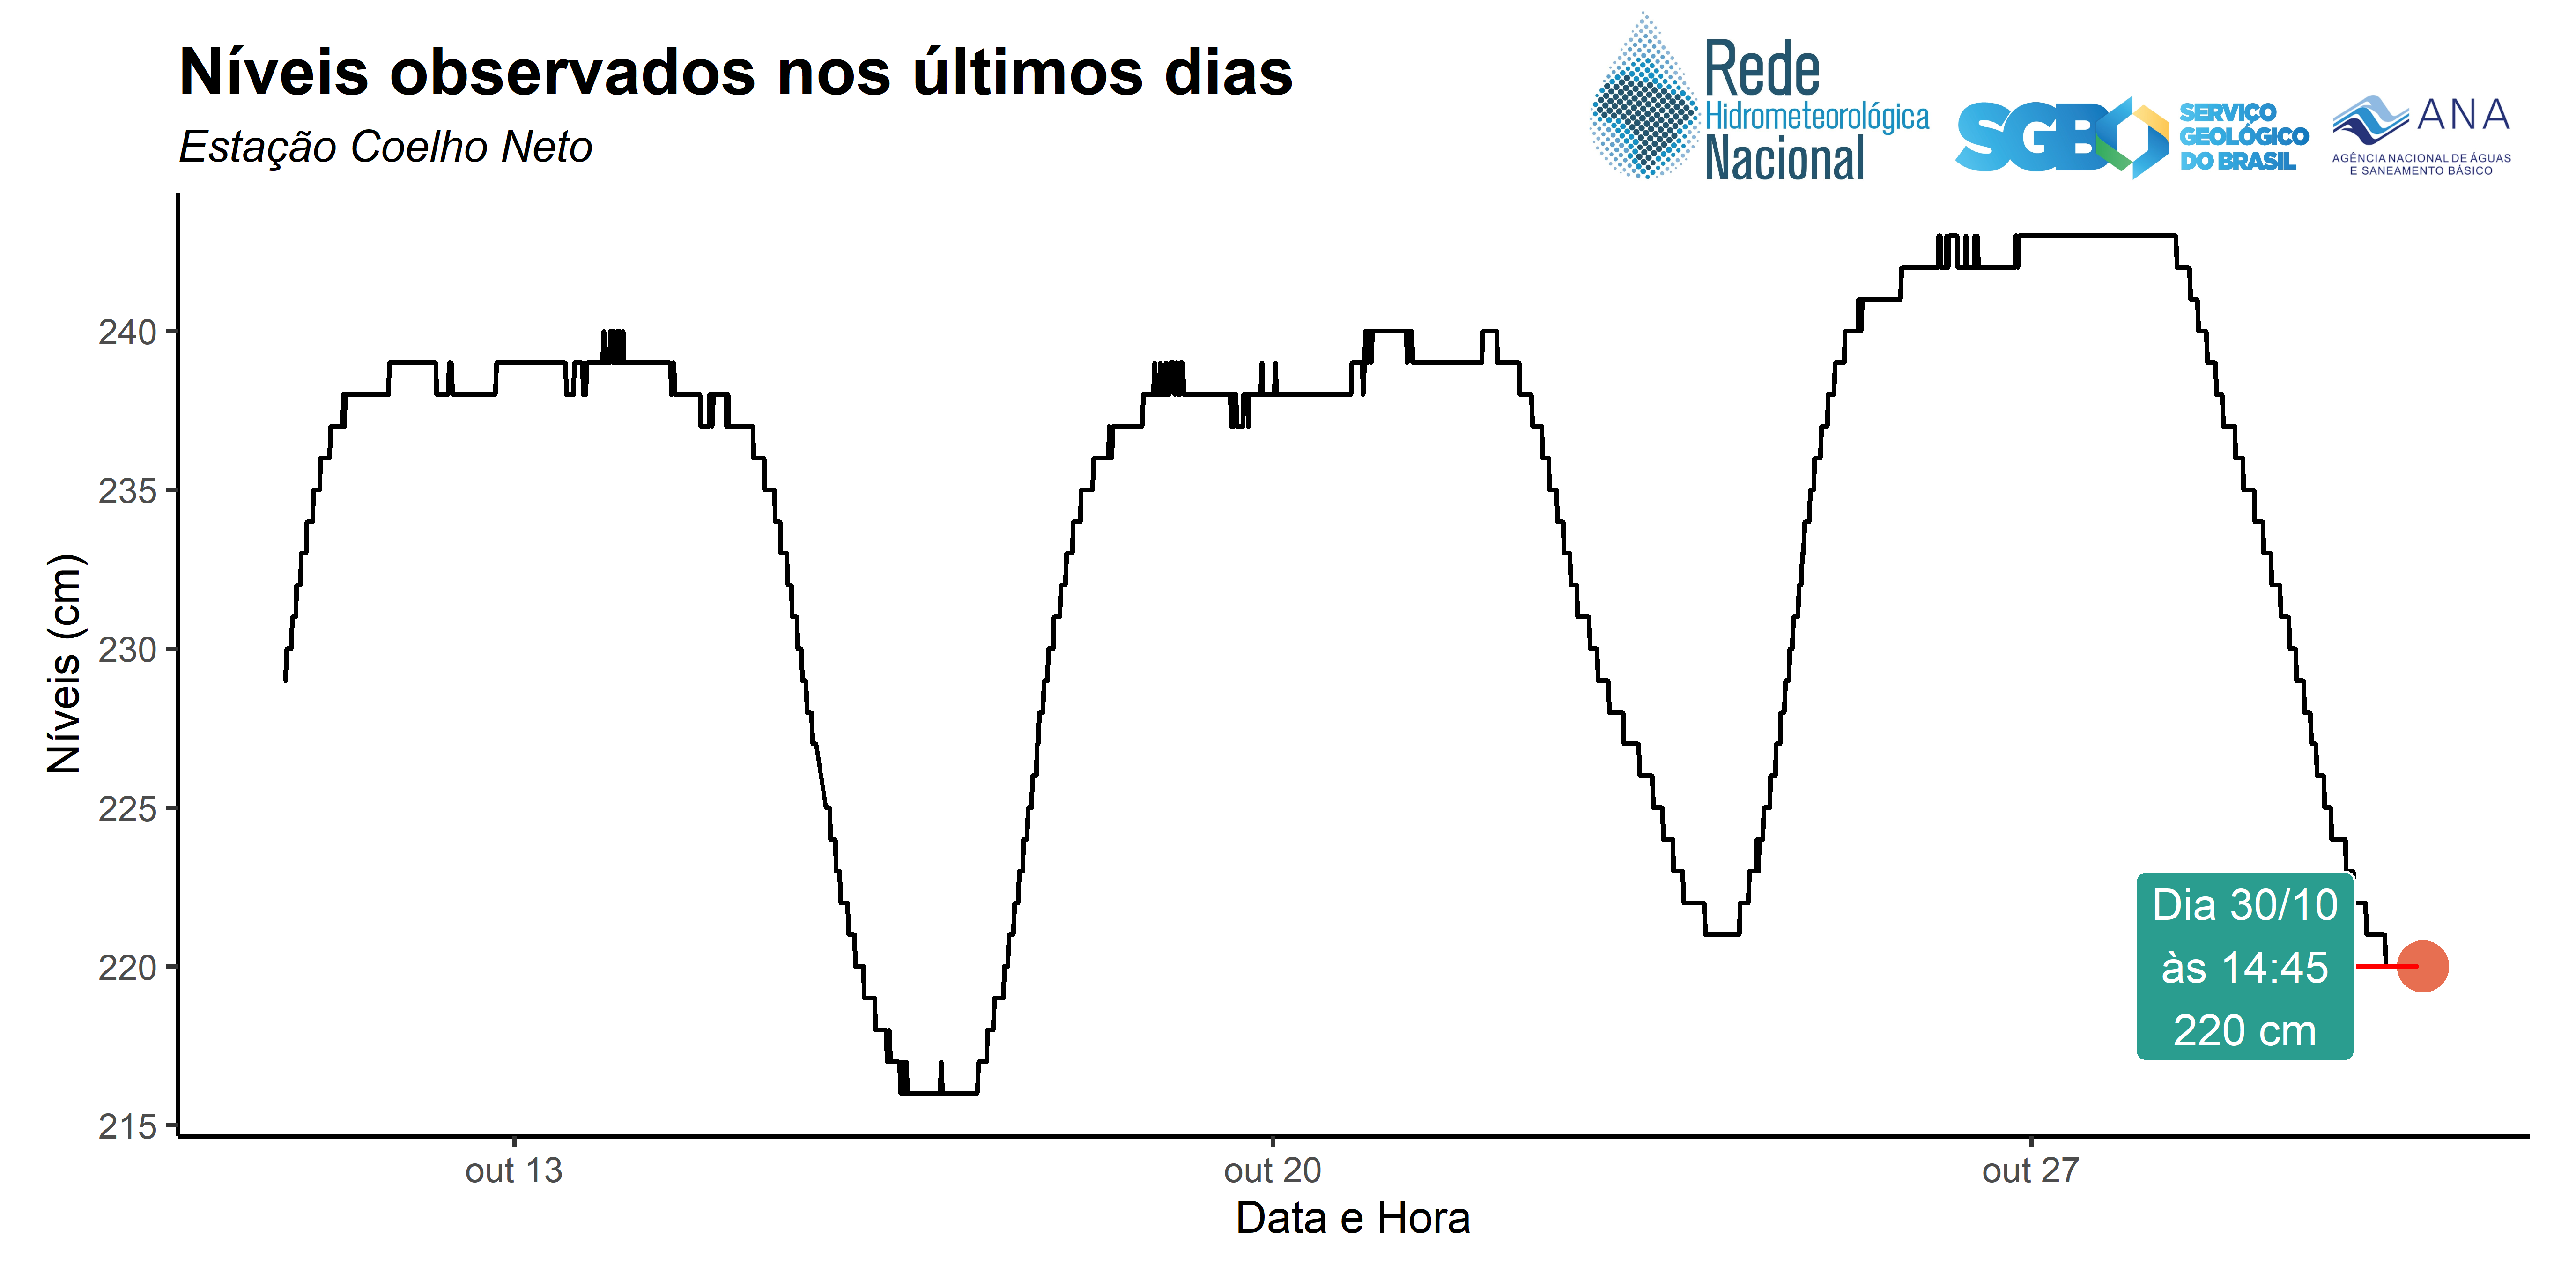 Níveis observados nos últimos dias
Estação Coelho Neto
Rede
Hidrometeorológica
Nacional
SGB
SERVIÇO
GEOLÓGICO
DO BRASIL
ANA
AGÊNCIA NACIONAL DE ÁGUAS
E SANEAMENTO BÁSICO
Níveis (cm)
240
235
230
225
220
215
Dia 30/10
às 14:45
220 cm
out 13
out 20
out 27
Data e Hora